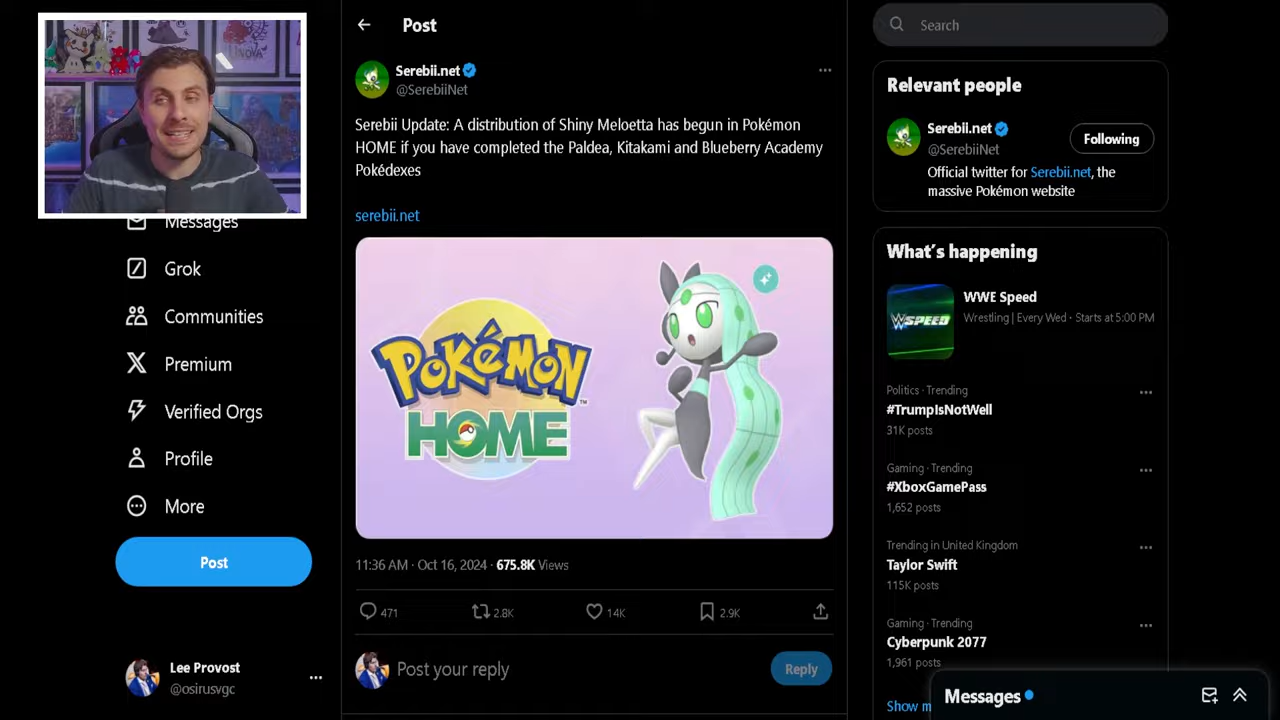 Post
Serebii.net
@SerebiiNet
Serebii Update: A distribution of Shiny Meloetta has begun in Pokémon
HOME if you have completed the Paldea, Kitakami and Blueberry Academy
Pokédexes
serebii.net
POKéMON
HOME
11:36 AM · Oct 16, 2024 · 675.8K Views
471
2.8K
14K
2.9K
Post your reply
Reply
Messages
Grok
Communities
Premium
Verified Orgs
Profile
More
Post
Lee Provost
@osirusvgc
Search
Relevant people
Serebii.net
@SerebiiNet
Following
Official twitter for Serebii.net, the
massive Pokémon website
What's happening
SPEED
WWE Speed
Wrestling | Every Wed · Starts at 5:00 PM
Politics · Trending
#TrumpIsNotWell
31K posts
Gaming · Trending
#XboxGamePass
1,652 posts
Trending in United Kingdom
Taylor Swift
115K posts
Gaming · Trending
Cyberpunk 2077
1,961 posts
Show m
Messages